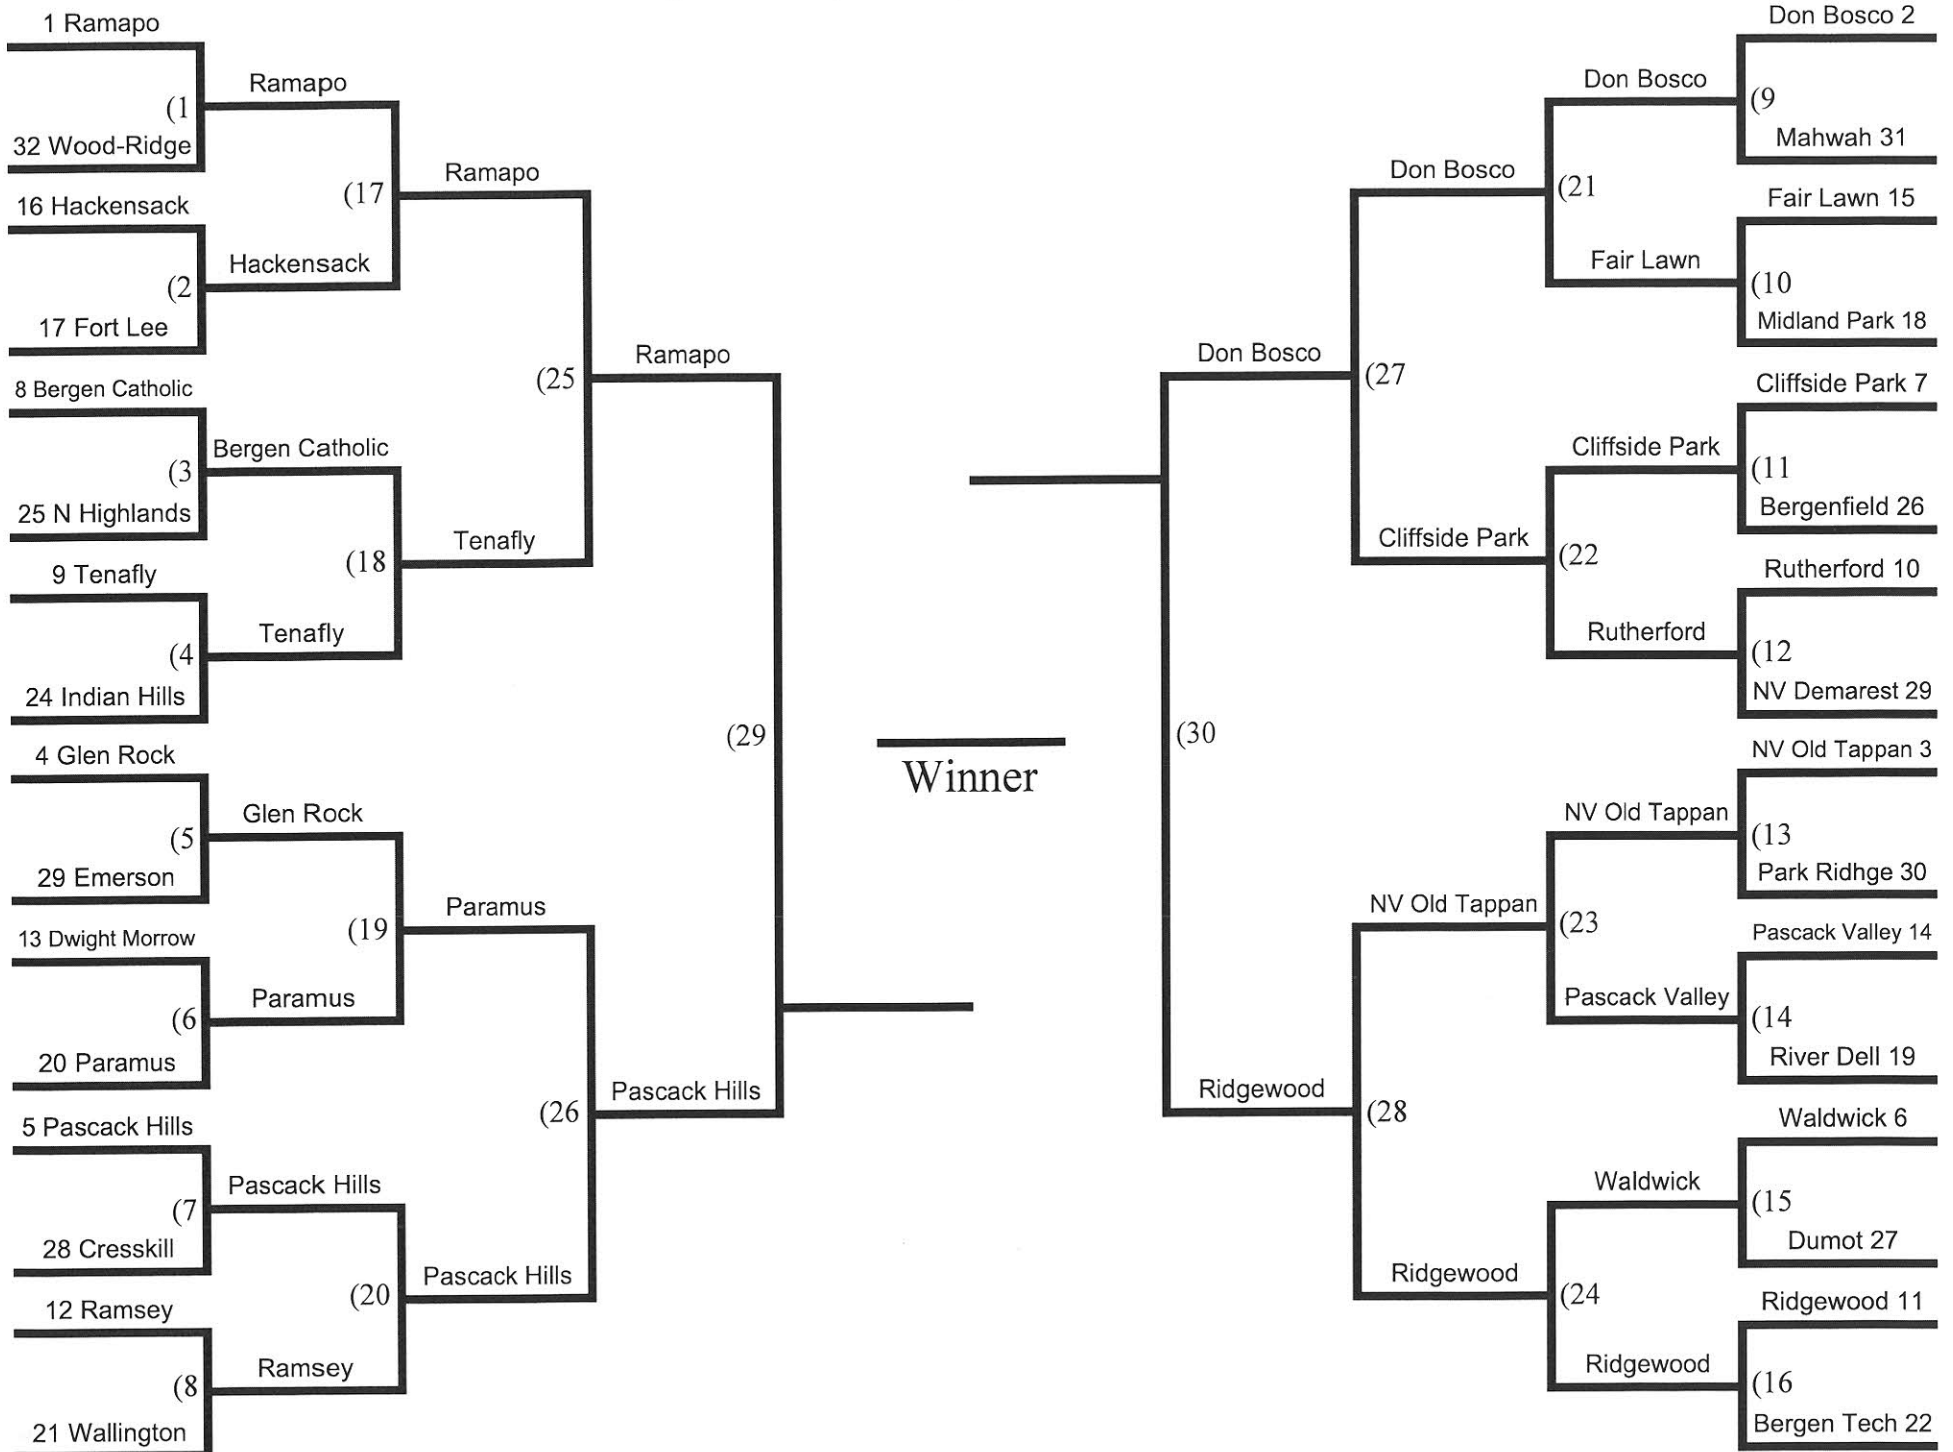 1 Ramapo
(1
32 Wood-Ridge
16 Hackensack
(2
17 Fort Lee
8 Bergen Catholic
(3
25 N Highlands
9 Tenafly
(4
24 Indian Hills
4 Glen Rock
(5
29 Emerson
13 Dwight Morrow
(6
20 Paramus
5 Pascack Hills
(7
28 Cresskill
12 Ramsey
(8
21 Wallington
Ramapo
(17
Hackensack
Bergen Catholic
(18
Tenafly
Glen Rock
(19
Paramus
Pascack Hills
(20
Ramsey
Ramapo
(25
Tenafly
Paramus
(26
Pascack Hills
Ramapo
(29
Pascack Hills
Winner
Don Bosco
(30
Ridgewood
Don Bosco
(27
Cliffside Park
NV Old Tappan
(28
Ridgewood
Don Bosco
(21
Fair Lawn
Cliffside Park
(22
Rutherford
NV Old Tappan
(23
Pascack Valley
Waldwick
(24
Ridgewood
Don Bosco 2
(9
Mahwah 31
Fair Lawn 15
(10
Midland Park 18
Cliffside Park 7
(11
Bergenfield 26
Rutherford 10
(12
NV Demarest 29
NV Old Tappan 3
(13
Park Ridhge 30
Pascack Valley 14
(14
River Dell 19
Waldwick 6
(15
Dumot 27
Ridgewood 11
(16
Bergen Tech 22